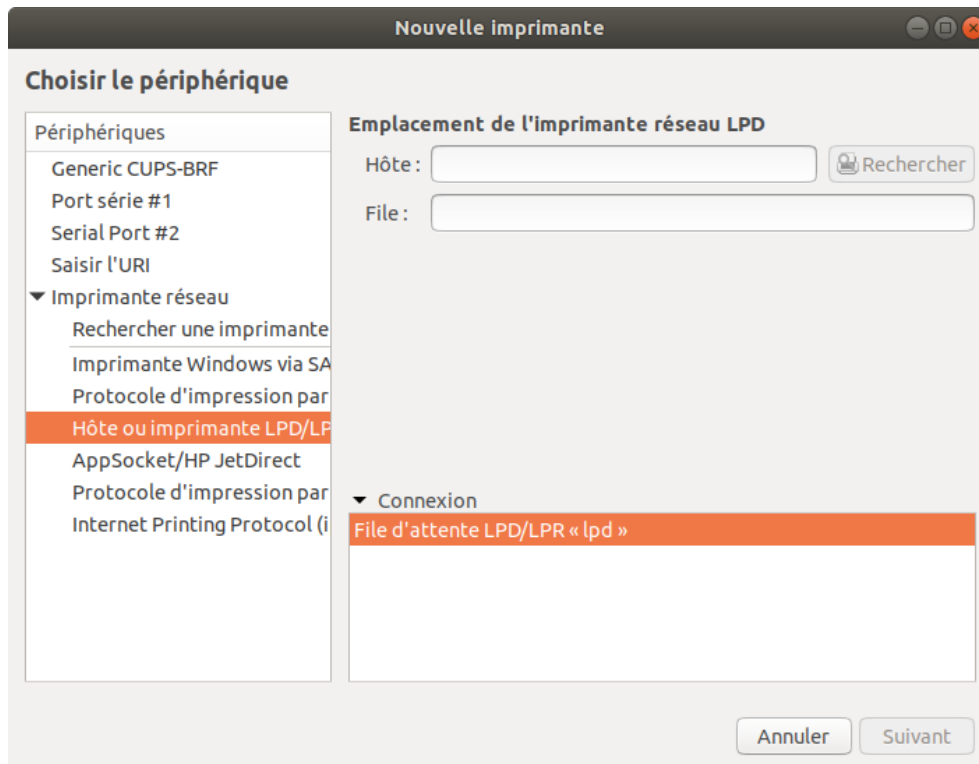 Nouvelle imprimante
Choisir le périphérique
Périphériques
Generic CUPS-BRF
Port série #1
Serial Port #2
Saisir l'URI
Imprimante réseau
Rechercher une imprimante
Imprimante Windows via SA
Protocole d'impression par
Hôte ou imprimante LPD/LP
AppSocket/HP JetDirect
Protocole d'impression par
Internet Printing Protocol (i
Emplacement de l'imprimante réseau LPD
Hôte : Rechercher
File :
Connexion
File d'attente LPD/LPR « lpd »
Annuler Suivant